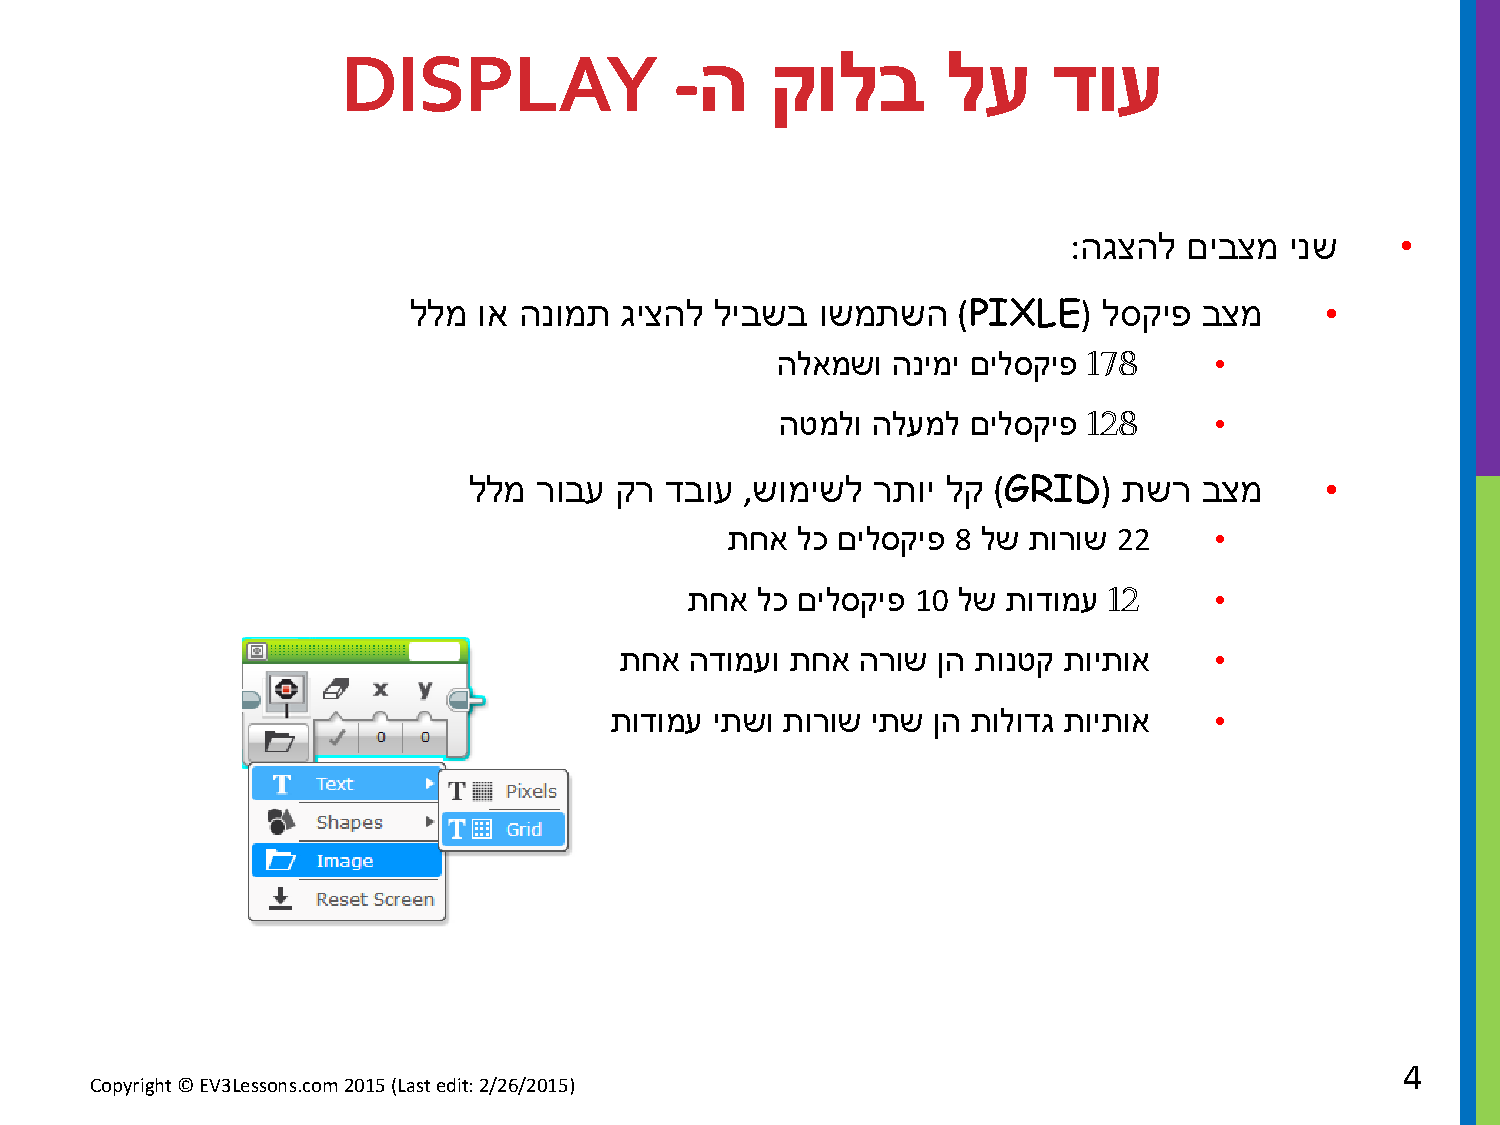 עוד על בלוק ה- DISPLAY
• שני מצבים להצגה:
• מצב פיקסל (PIXLE) השתמשו בשביל להציג תמונה או מלל
• 178 פיקסלים ימינה ושמאלה
• 128 פיקסלים למעלה ולמטה
• מצב רשת (GRID) קל יותר לשימוש, עובד רק עבור מלל
• 22 שורות של 8 פיקסלים כל אחת
• 12 עמודות של 10 פיקסלים כל אחת
• אותיות קטנות הן שורה אחת ועמודה אחת
• אותיות גדולות הן שתי שורות ושתי עמודות
x y
0 0
T Text
T Pixels
Shapes
T Grid
Image
Reset Screen
Copyright © EV3Lessons.com 2015 (Last edit: 2/26/2015)
4